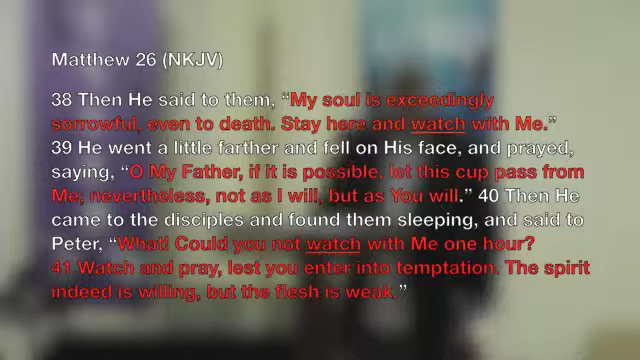 Matthew 26 (NKJV)
38 Then He said to them, “My soul is exceedingly
sorrowful, even to death. Stay here and watch with Me.”
39 He went a little farther and fell on His face, and prayed,
saying, “O My Father, if it is possible, let this cup pass from
Me; nevertheless, not as I will, but as You will.” 40 Then He
came to the disciples and found them sleeping, and said to
Peter, “What! Could you not watch with Me one hour?
41 Watch and pray, lest you enter into temptation. The spirit
indeed is willing, but the flesh is weak.”